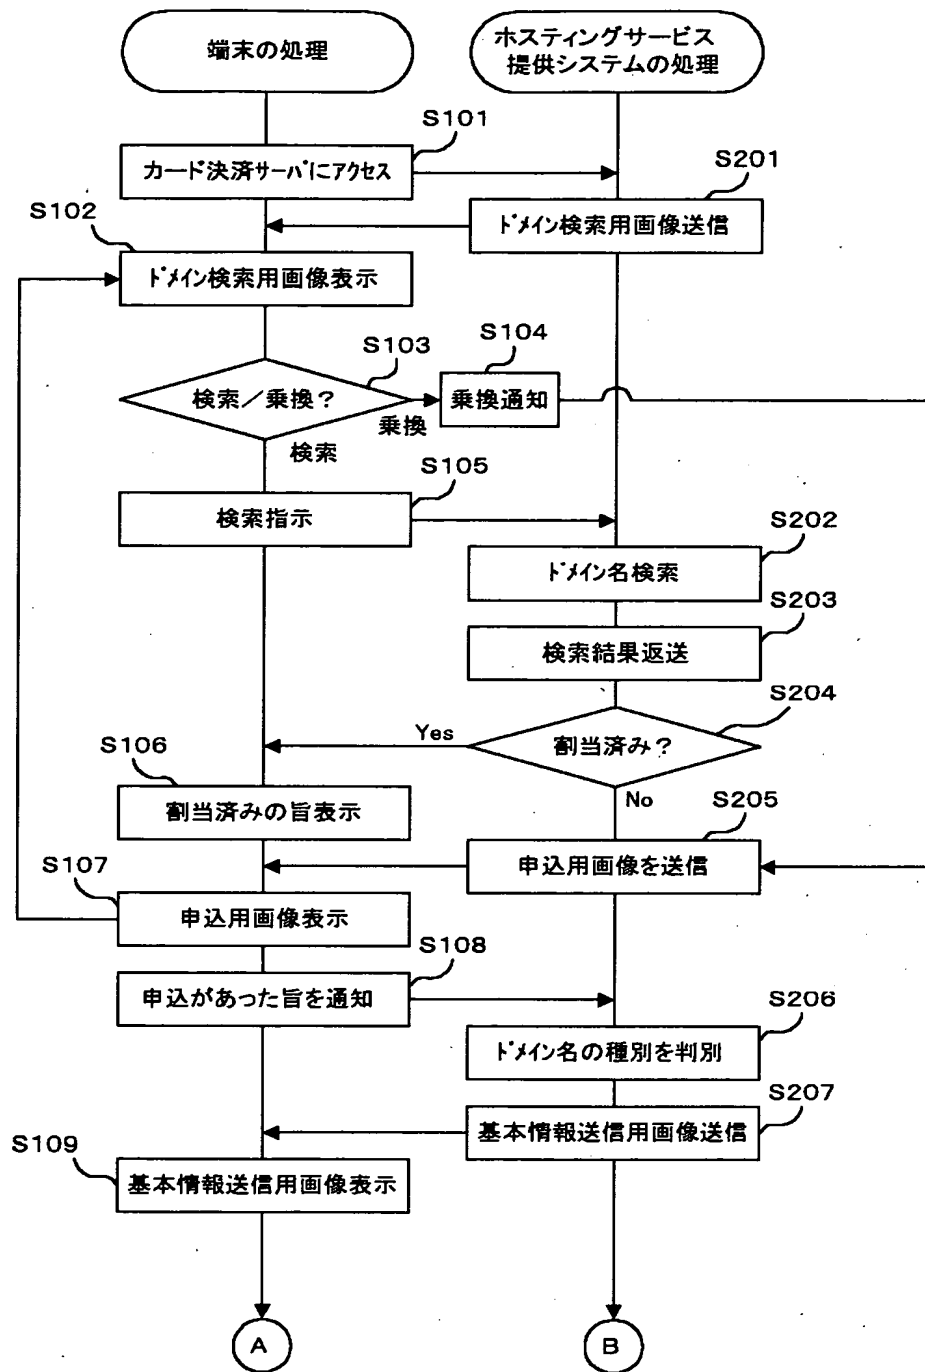 端末の処理
ホスティングサービス
提供システムの処理
S101
カード決済サーバにアクセス
S201
ドメイン検索用画像送信
S102
ドメイン検索用画像表示
S103
検索／乗換？
乗換
検索
S104
乗換通知
S105
検索指示
S202
ドメイン名検索
S203
検索結果返送
S204
割当済み？
Yes
No
S106
割当済みの旨表示
S205
申込用画像を送信
S107
申込用画像表示
S108
申込があった旨を通知
S206
ドメイン名の種別を判別
S207
基本情報送信用画像送信
S109
基本情報送信用画像表示
A
B